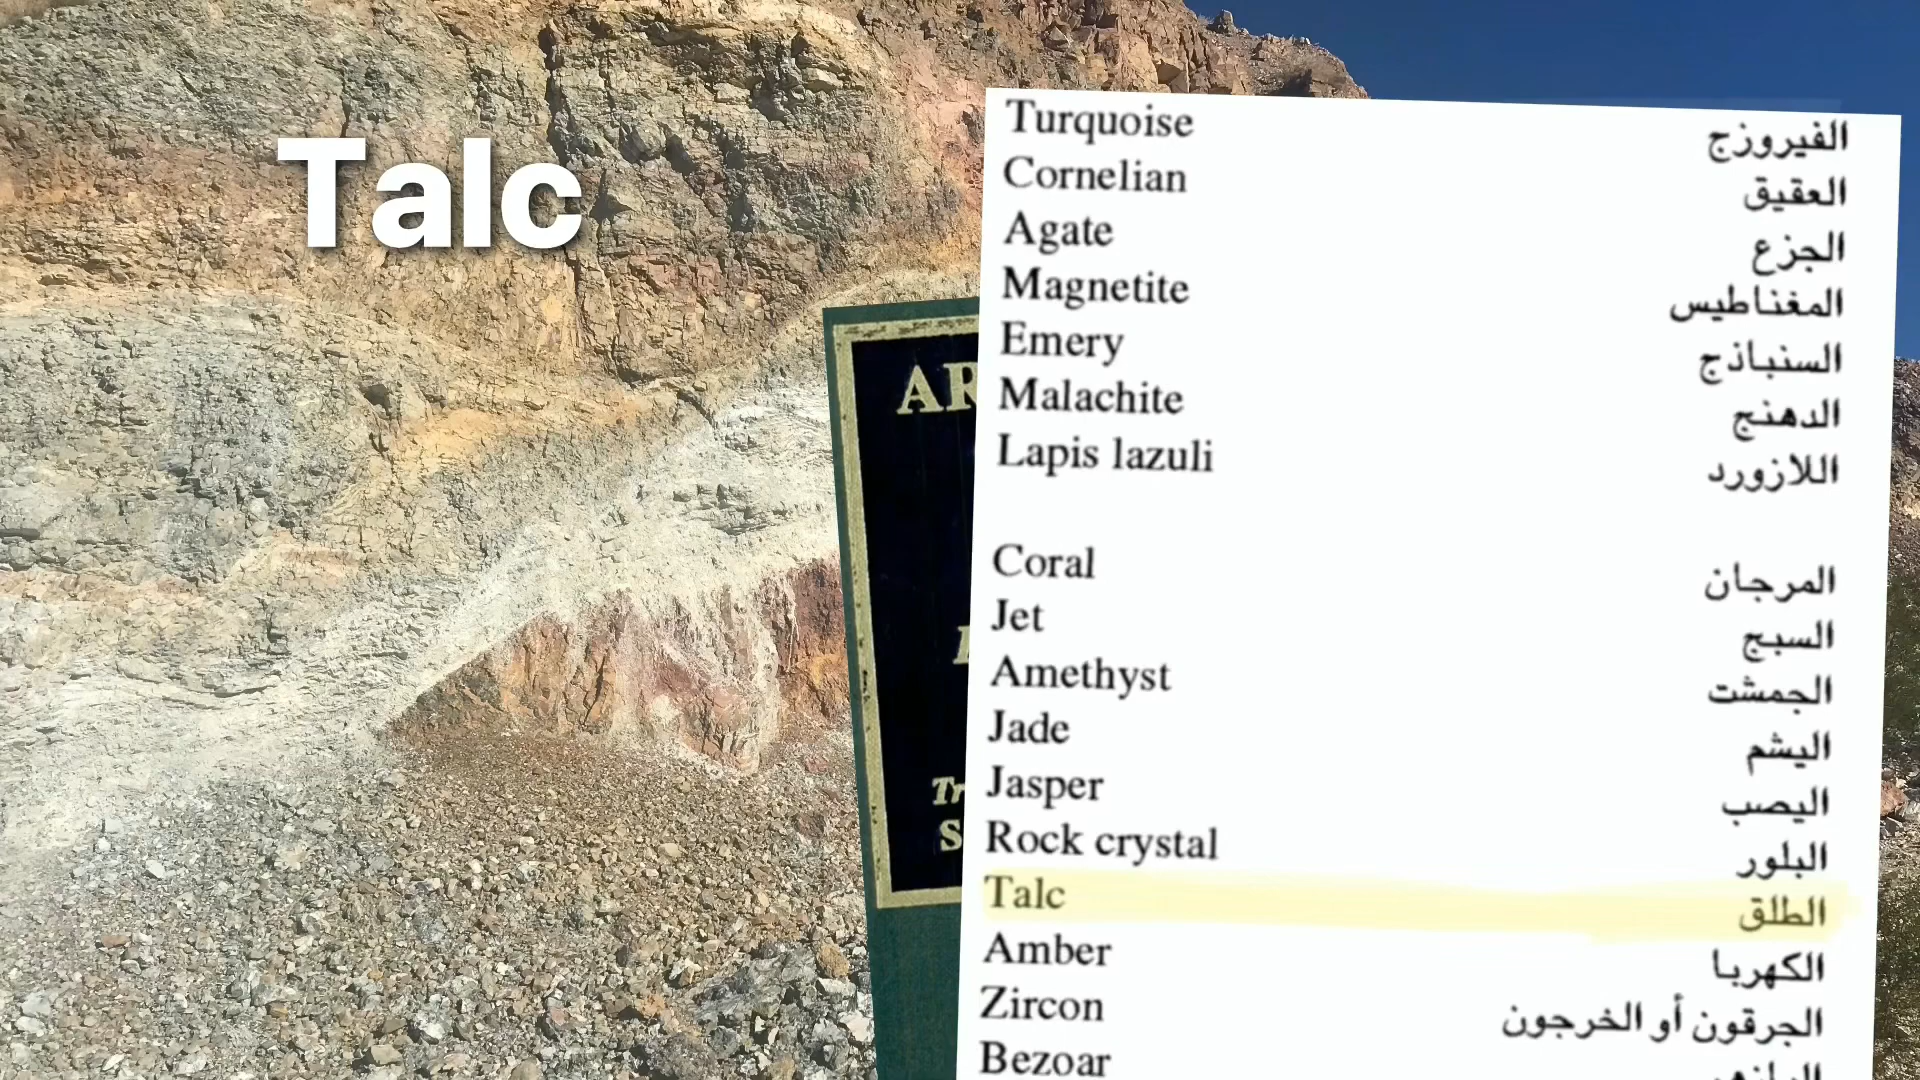 Talc
AR
Tr
S
Turquoise الفيروزج
Cornelian العقيق
Agate الجزع
Magnetite المغناطيس
Emery السنباذج
Malachite الدهنج
Lapis lazuli اللازورد
Coral المرجان
Jet السبج
Amethyst الجمشت
Jade اليشم
Jasper اليصب
Rock crystal البلور
Talc الطلق
Amber الكهربا
Zircon الجرقون أو الخرجون
Bezoar